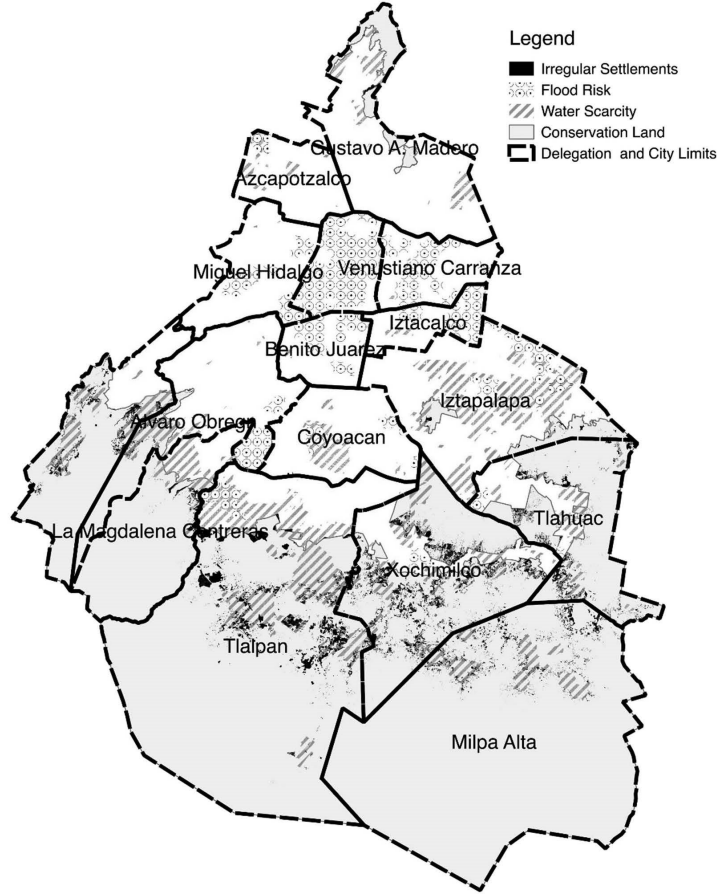 Legend
Irregular Settlements
Flood Risk
Water Scarcity
Conservation Land
Delegation and City Limits
Gustavo A. Madero
Azcapotzalco
Miguel Hidalgo
Venustiano Carranza
Iztacalco
Benito Juarez
Iztapalapa
Alvaro Obregn
Coyoacan
Tlahuac
La Magdalena Contreras
Xochimilco
Tlalpan
Milpa Alta